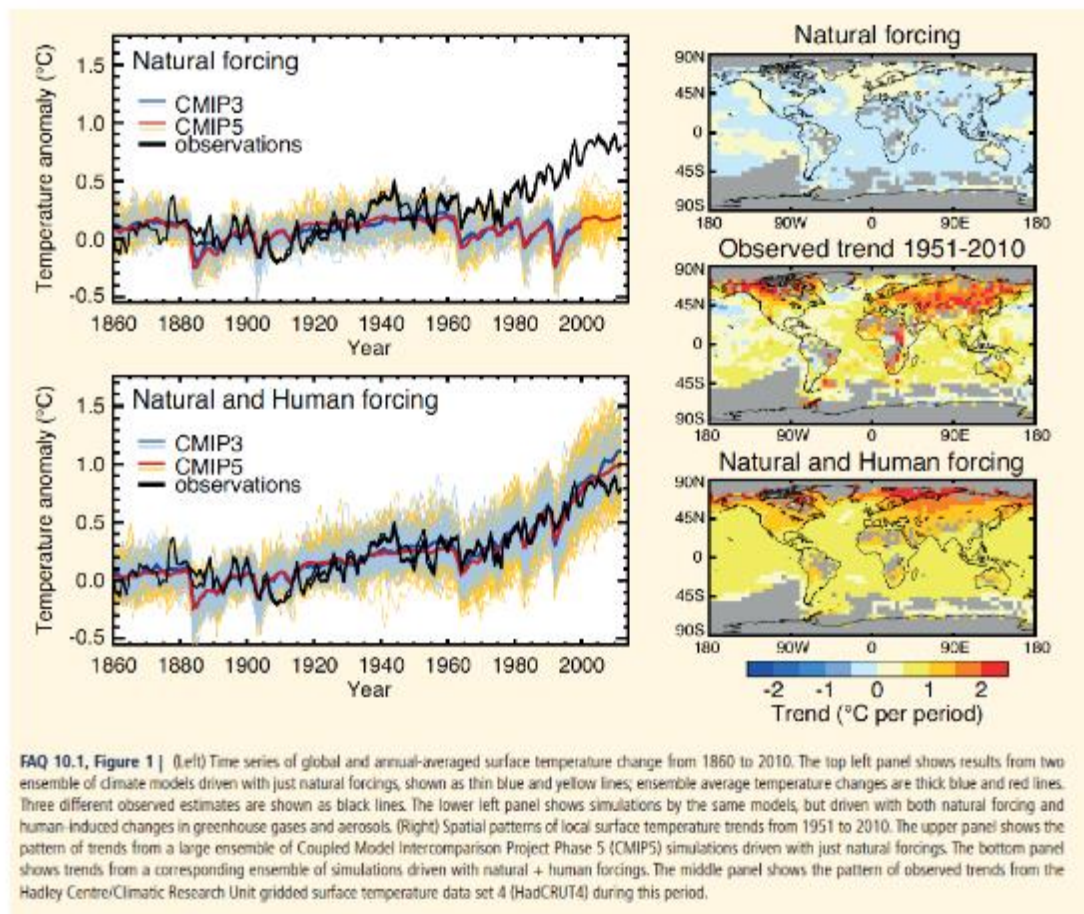 Natural forcing
Temperature anomaly (°C)
1.5
1.0
0.5
0.0
-0.5
CMIP3
CMIP5
observations
1860 1880 1900 1920 1940 1960 1980 2000
Year
Natural and Human forcing
Temperature anomaly (°C)
1.5
1.0
0.5
0.0
-0.5
CMIP3
CMIP5
observations
1860 1880 1900 1920 1940 1960 1980 2000
Year
Natural forcing
90N
45N
0
45S
90S
180 90W 0 90E 180
Observed trend 1951-2010
90N
45N
0
45S
90S
180 90W 0 90E 180
Natural and Human forcing
90N
45N
0
45S
90S
180 90W 0 90E 180
-2 -1 0 1 2
Trend (°C per period)
FAQ 10.1, Figure 1 | (Left) Time series of global and annual-averaged surface temperature change from 1860 to 2010. The top left panel shows results from two
ensemble of climate models driven with just natural forcings, shown as thin blue and yellow lines; ensemble average temperature changes are thick blue and red lines.
Three different observed estimates are shown as black lines. The lower left panel shows simulations by the same models, but driven with both natural forcing and
human-induced changes in greenhouse gases and aerosols. (Right) Spatial patterns of local surface temperature trends from 1951 to 2010. The upper panel shows the
pattern of trends from a large ensemble of Coupled Model Intercomparison Project Phase 5 (CMIP5) simulations driven with just natural forcings. The bottom panel
shows trends from a corresponding ensemble of simulations driven with natural + human forcings. The middle panel shows the pattern of observed trends from the
Hadley Centre/Climatic Research Unit gridded surface temperature data set 4 (HadCRUT4) during this period.